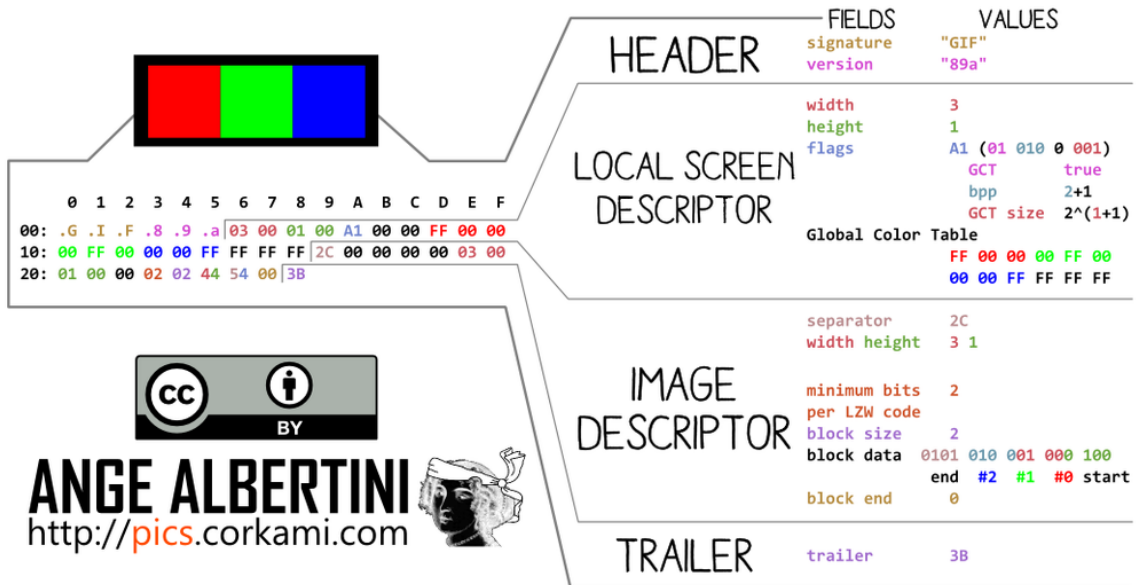 FIELDS VALUES
HEADER
signature "GIF"
version "89a"
LOCAL SCREEN
DESCRIPTOR
width 3
height 1
flags A1 (01 010 0 001)
GCT true
bpp 2+1
GCT size 2^(1+1)
Global Color Table
FF 00 00 00 FF 00
00 00 FF FF FF FF
0 1 2 3 4 5 6 7 8 9 A B C D E F
00: .G .I .F .8 .9 .a 03 00 01 00 A1 00 00 FF 00 00
10: 00 FF 00 00 00 FF FF FF FF 2C 00 00 00 00 03 00
20: 01 00 00 02 02 44 54 00 3B
IMAGE
DESCRIPTOR
separator 2C
width height 3 1
minimum bits 2
per LZW code
block size 2
block data 0101 010 001 000 100
end #2 #1 #0 start
block end 0
TRAILER
trailer 3B
cc
BY
ANGE ALBERTINI
http://pics.corkami.com